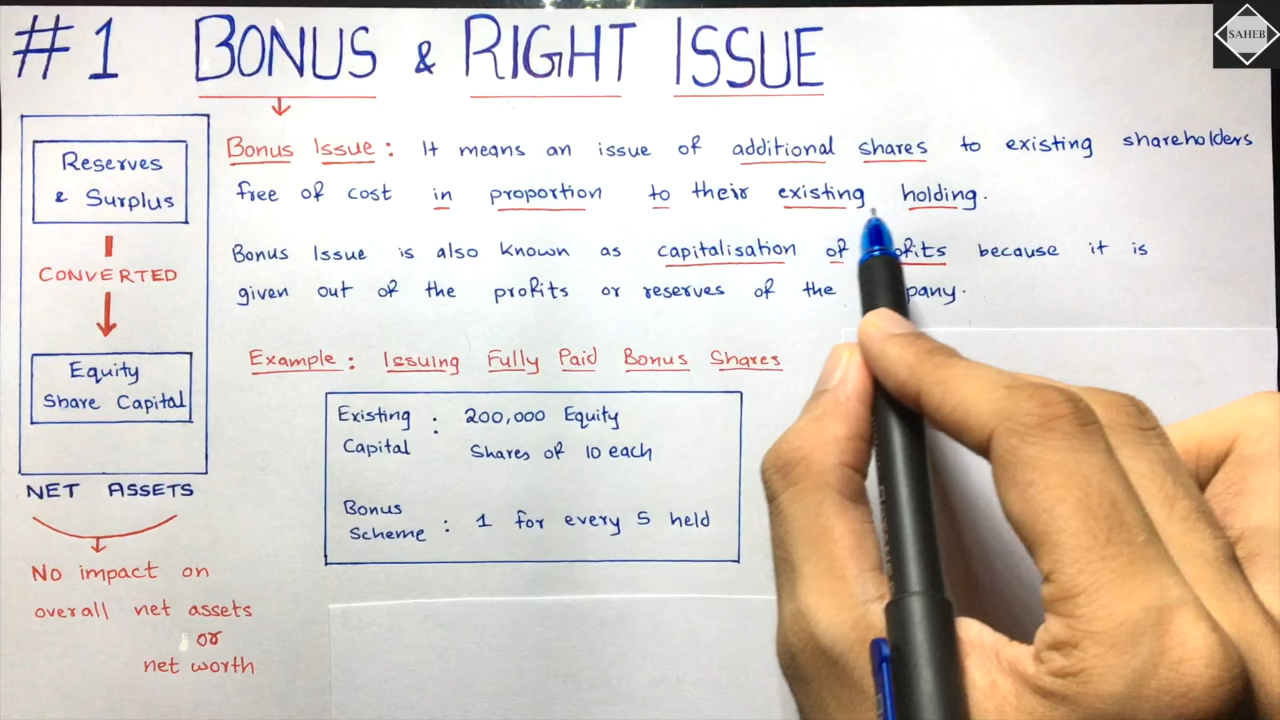 #1 BONUS & RIGHT ISSUE
SAHEB
Reserves
& Surplus
CONVERTED
Equity
Share Capital
NET ASSETS
No impact on
overall net assets
or
net worth
Bonus Issue: It means an issue of additional shares to existing shareholders
free of cost in proportion to their existing holding.
Bonus Issue is also known as capitalisation of ofits because it is
given out of the profits or reserves of the pany.
Example: Issuing Fully Paid Bonus Shares
Existing : 200,000 Equity
Capital Shares of 10 each
Bonus
Scheme : 1 for every 5 held